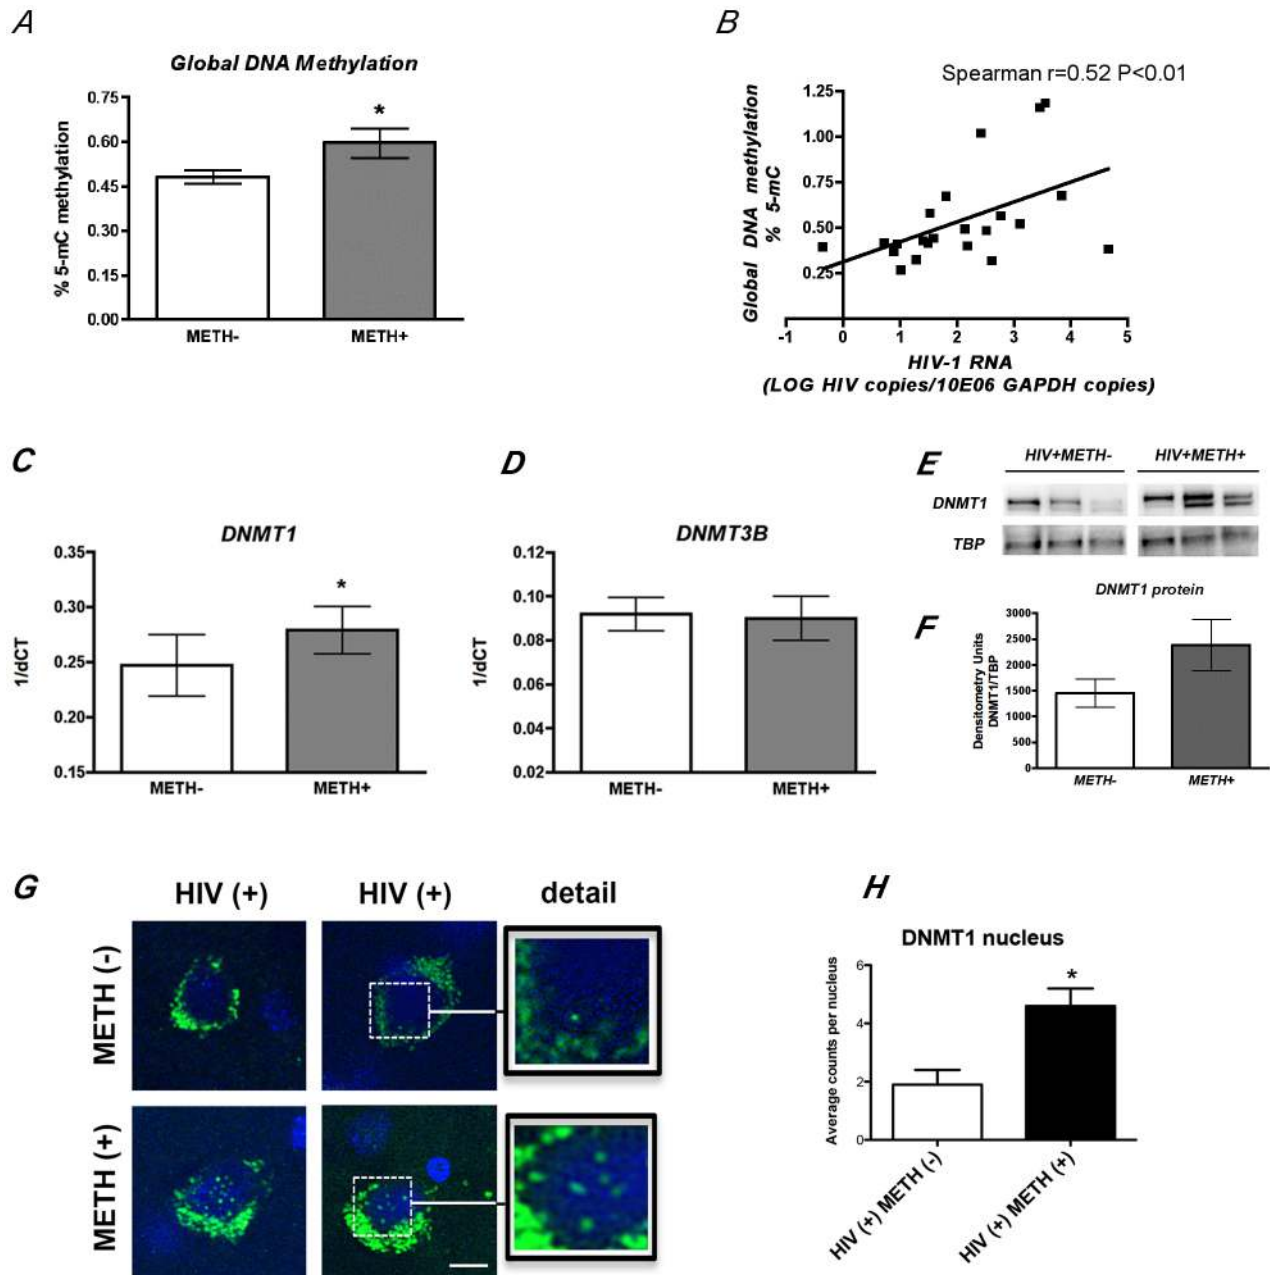 A
Global DNA Methylation
% 5-mC methylation
0.75
0.60
0.45
0.30
0.15
0.00
*
METH-
METH+
B
Spearman r=0.52 P<0.01
Global DNA methylation
% 5-mC
1.25
1.00
0.75
0.50
0.25
-1 0 1 2 3 4 5
HIV-1 RNA
(LOG HIV copies/10E06 GAPDH copies)
C
DNMT1
1/dCT
0.35
0.30
0.25
0.20
0.15
*
METH-
METH+
D
DNMT3B
1/dCT
0.12
0.10
0.08
0.06
0.04
0.02
METH-
METH+
E
HIV+METH-
HIV+METH+
DNMT1
TBP
F
DNMT1 protein
Densitometry Units
DNMT1/TBP
3000
2500
2000
1500
1000
500
0
METH-
METH+
G
HIV (+)
HIV (+)
detail
METH (-)
METH (+)
H
DNMT1 nucleus
Average counts per nucleus
6
4
2
0
*
HIV (+) METH (-)
HIV (+) METH (+)